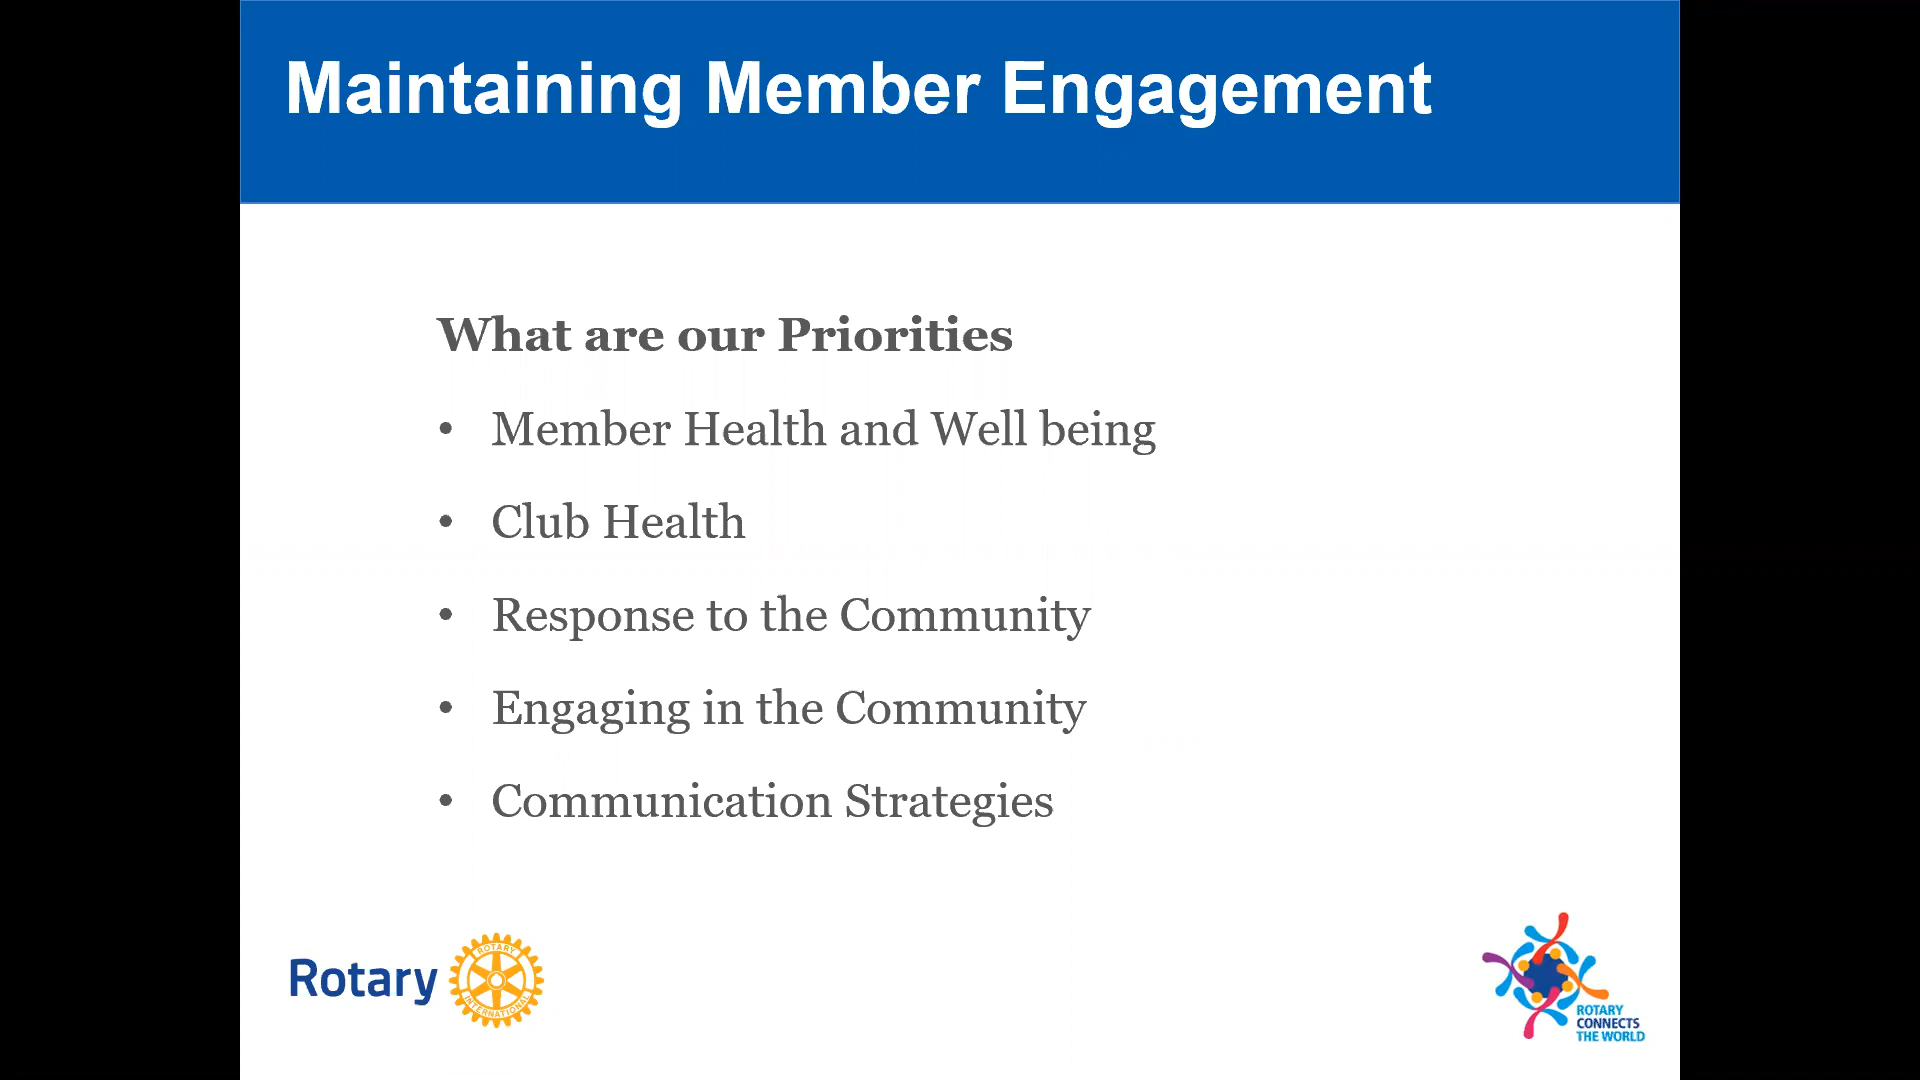 Maintaining Member Engagement
What are our Priorities
• Member Health and Well being
• Club Health
• Response to the Community
• Engaging in the Community
• Communication Strategies
Rotary
ROTARY
INTERNATIONAL
ROTARY
CONNECTS
THE WORLD